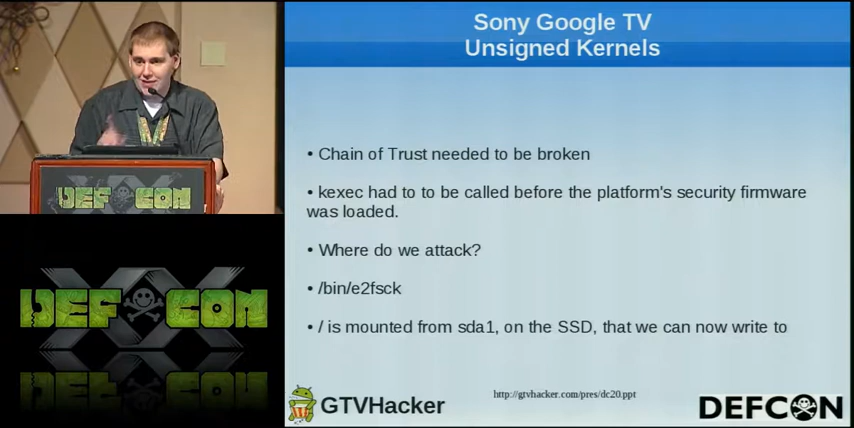 Sony Google TV
Unsigned Kernels
• Chain of Trust needed to be broken
• kexec had to to be called before the platform's security firmware
was loaded.
• Where do we attack?
• /bin/e2fsck
• / is mounted from sda1, on the SSD, that we can now write to
GTVHacker
http://gtvhacker.com/pres/dc20.ppt
DEFCON
DEF CON
XX
DEF CON